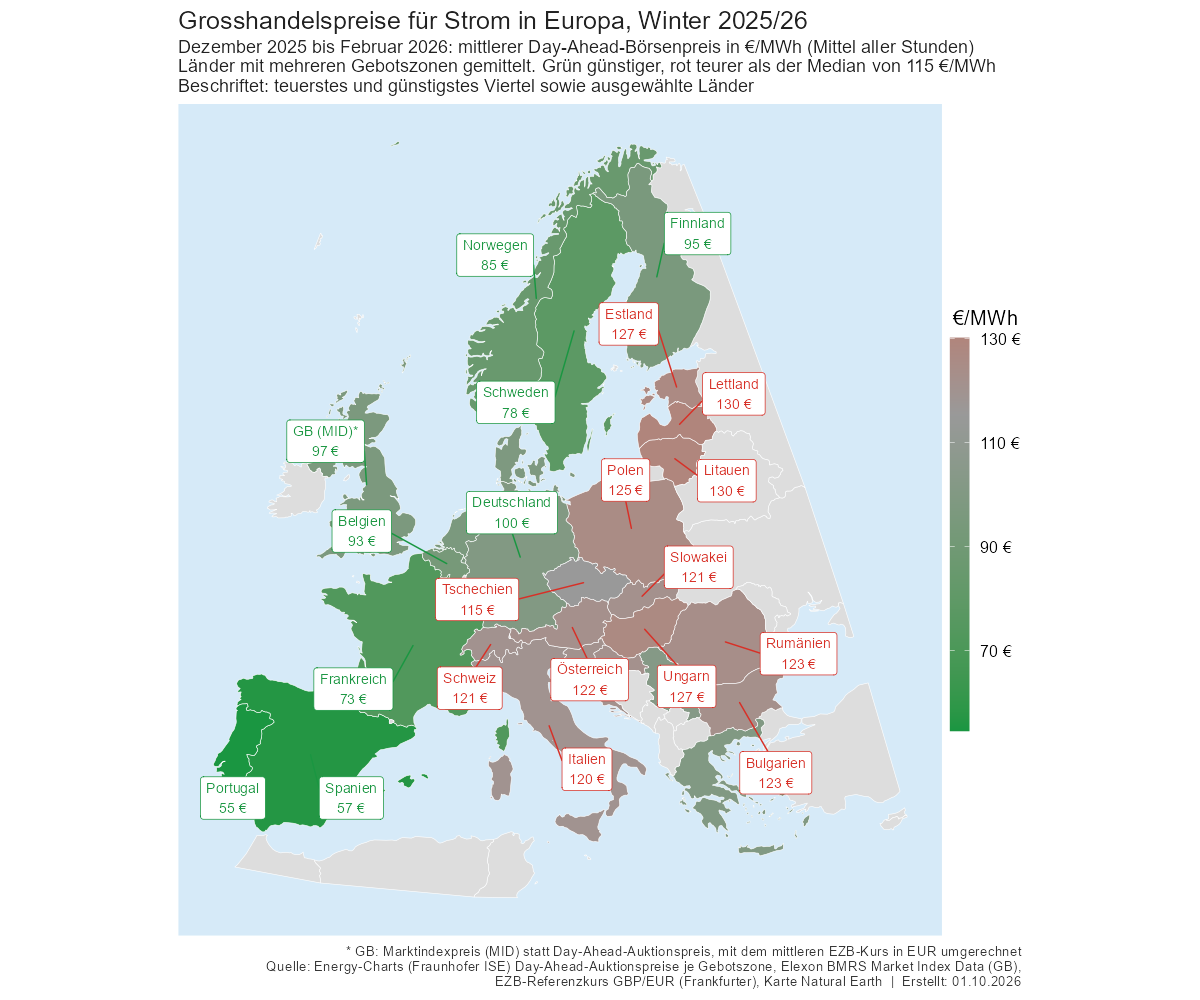 Grosshandelspreise für Strom in Europa, Winter 2025/26
Dezember 2025 bis Februar 2026: mittlerer Day-Ahead-Börsenpreis in €/MWh (Mittel aller Stunden)
Länder mit mehreren Gebotszonen gemittelt. Grün günstiger, rot teurer als der Median von 115 €/MWh
Beschriftet: teuerstes und günstigstes Viertel sowie ausgewählte Länder
Finnland
95 €
Norwegen
85 €
Estland
127 €
Lettland
130 €
Schweden
78 €
GB (MID)*
97 €
Polen
125 €
Litauen
130 €
Deutschland
100 €
Belgien
93 €
Slowakei
121 €
Tschechien
115 €
Rumänien
123 €
Österreich
122 €
Ungarn
127 €
Frankreich
73 €
Schweiz
121 €
Italien
120 €
Bulgarien
123 €
Portugal
55 €
Spanien
57 €
€/MWh
130 €
110 €
90 €
70 €
* GB: Marktindexpreis (MID) statt Day-Ahead-Auktionspreis, mit dem mittleren EZB-Kurs in EUR umgerechnet
Quelle: Energy-Charts (Fraunhofer ISE) Day-Ahead-Auktionspreise je Gebotszone, Elexon BMRS Market Index Data (GB),
EZB-Referenzkurs GBP/EUR (Frankfurter), Karte Natural Earth | Erstellt: 01.10.2026